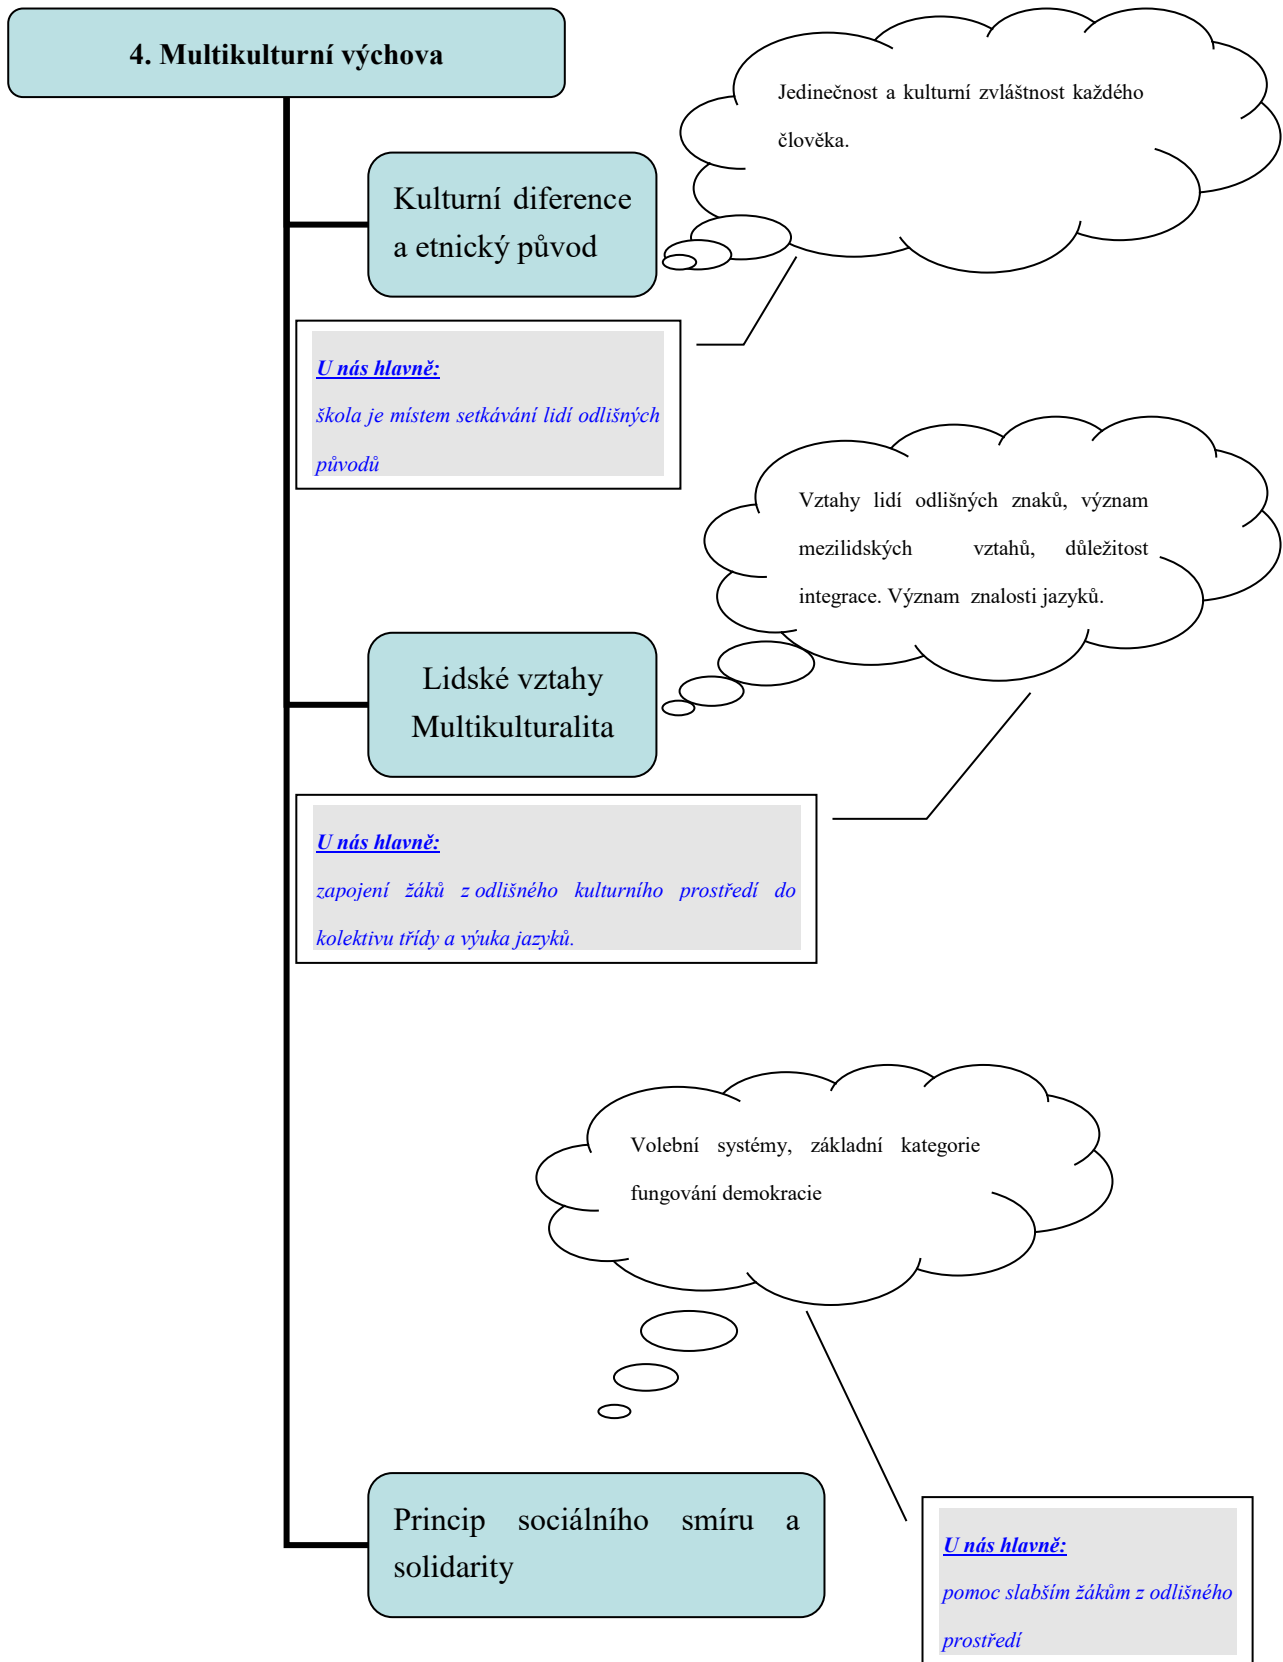 4. Multikulturní výchova
Jedinečnost a kulturní zvláštnost každého
člověka.
Kulturní diference
a etnický původ
U nás hlavně:
škola je místem setkávání lidí odlišných
původů
Vztahy lidí odlišných znaků, význam
mezilidských vztahů, důležitost
integrace. Význam znalosti jazyků.
Lidské vztahy
Multikulturalita
U nás hlavně:
zapojení žáků z odlišného kulturního prostředí do
kolektivu třídy a výuka jazyků.
Volební systémy, základní kategorie
fungování demokracie
Princip sociálního smíru a
solidarity
U nás hlavně:
pomoc slabším žákům z odlišného
prostředí